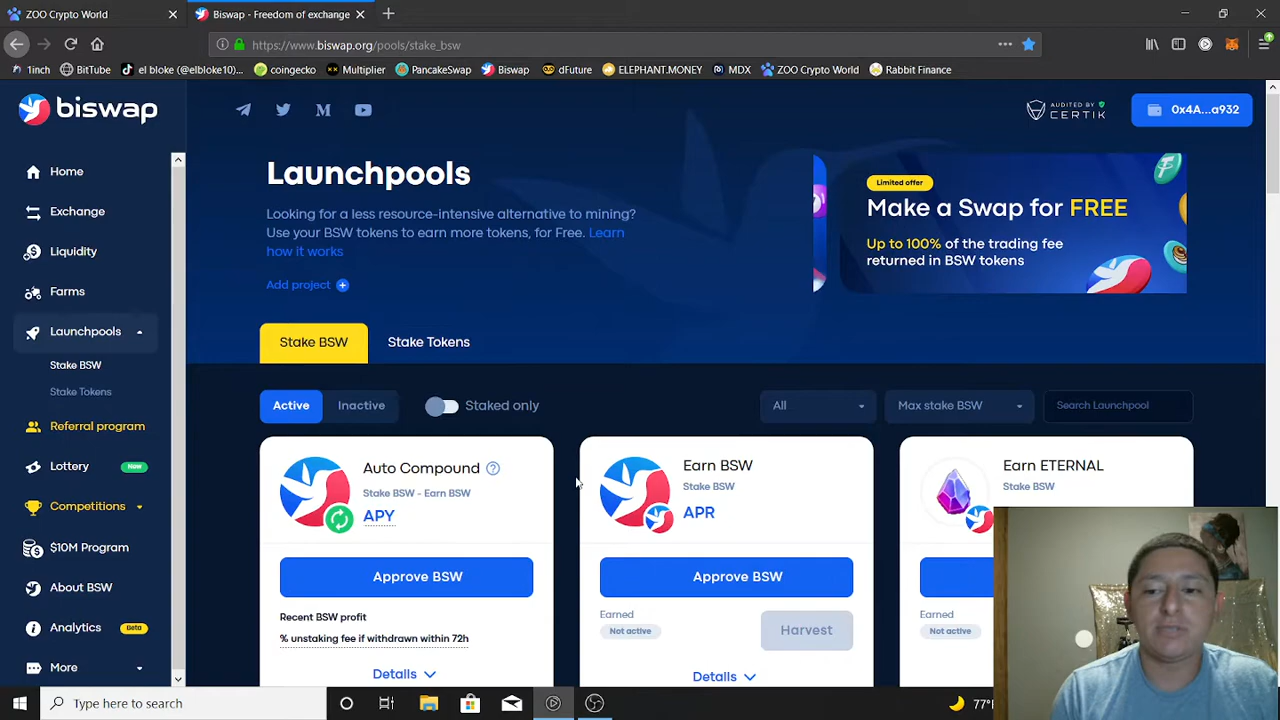 ZOO Crypto World
Biswap - Freedom of exchange
https://www.biswap.org/pools/stake_bsw
1inch
BitTube
el bloke (@elbloke10)...
coingecko
Multiplier
PancakeSwap
Biswap
dFuture
ELEPHANT.MONEY
MDX
ZOO Crypto World
Rabbit Finance
biswap
AUDITED BY
CERTIK
0x4A...a932
Home
Exchange
Liquidity
Farms
Launchpools
Stake BSW
Stake Tokens
Referral program
Lottery
New
Competitions
$10M Program
About BSW
Analytics
Beta
More
Launchpools
Looking for a less resource-intensive alternative to mining?
Use your BSW tokens to earn more tokens, for Free. Learn
how it works
Add project
Limited offer
Make a Swap for FREE
Up to 100% of the trading fee
returned in BSW tokens
Stake BSW
Stake Tokens
Active
Inactive
Staked only
All
Max stake BSW
Search Launchpool
Auto Compound
Stake BSW - Earn BSW
APY
Approve BSW
Recent BSW profit
% unstaking fee if withdrawn within 72h
Details
Earn BSW
Stake BSW
APR
Approve BSW
Earned
Not active
Harvest
Details
Earn ETERNAL
Stake BSW
Earned
Not active
Type here to search
77°